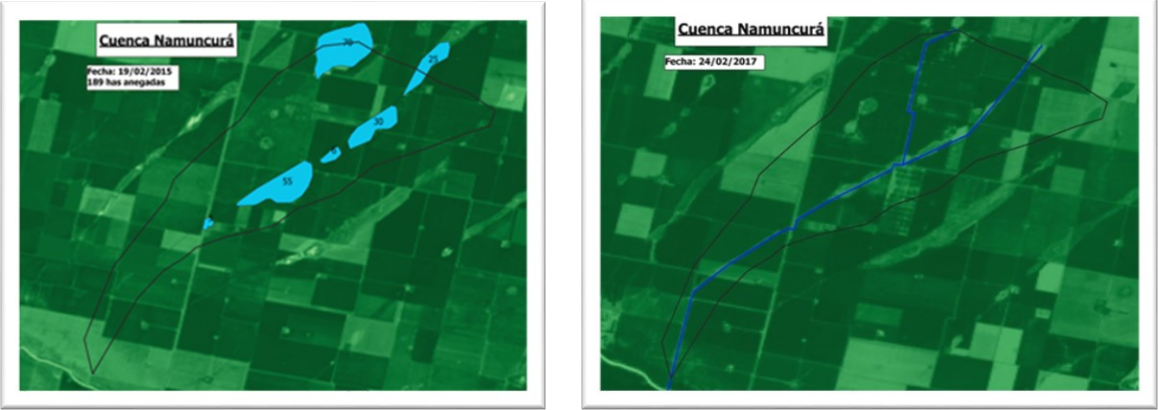 Cuenca Namuncurá
Fecha: 19/02/2015
189 has anegadas
70
25
30
55
Cuenca Namuncurá
Fecha: 24/02/2017